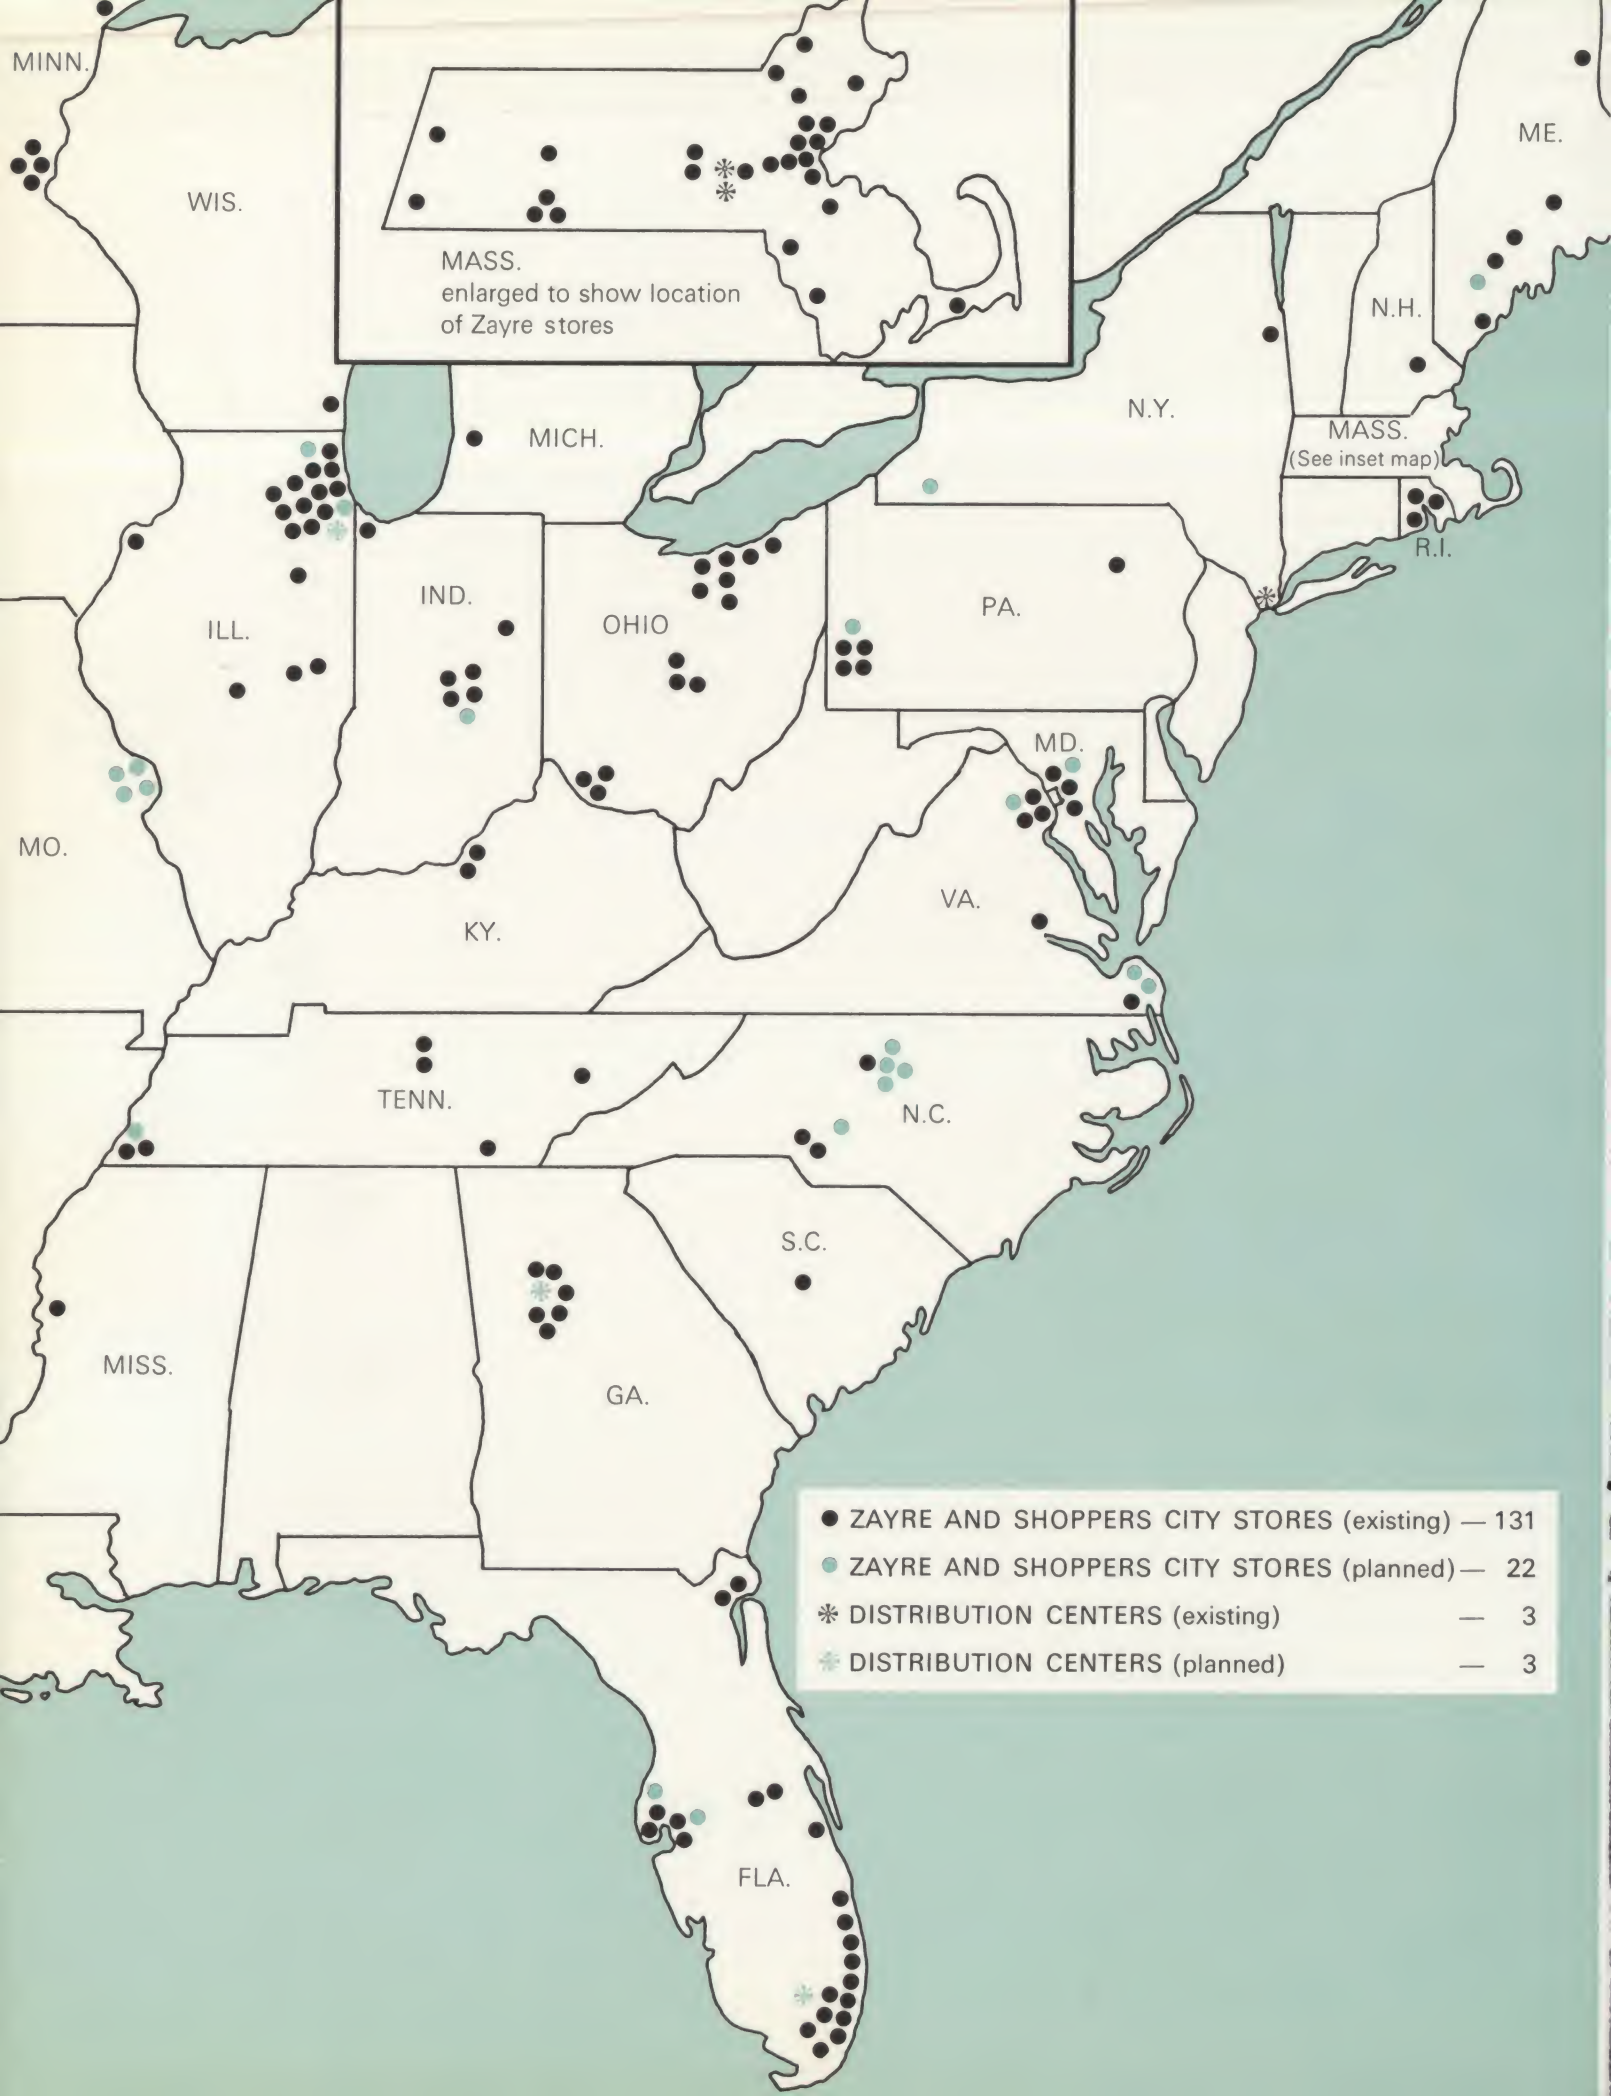 MINN.
WIS.
ME.
MASS.
enlarged to show location
of Zayre stores
N.H.
N.Y.
MICH.
MASS.
(See inset map)
R.I.
IND.
PA.
OHIO
ILL.
MD.
MO.
VA.
KY.
TENN.
N.C.
S.C.
MISS.
GA.
ZAYRE AND SHOPPERS CITY STORES (existing) — 131
ZAYRE AND SHOPPERS CITY STORES (planned) — 22
DISTRIBUTION CENTERS (existing) — 3
DISTRIBUTION CENTERS (planned) — 3
FLA.